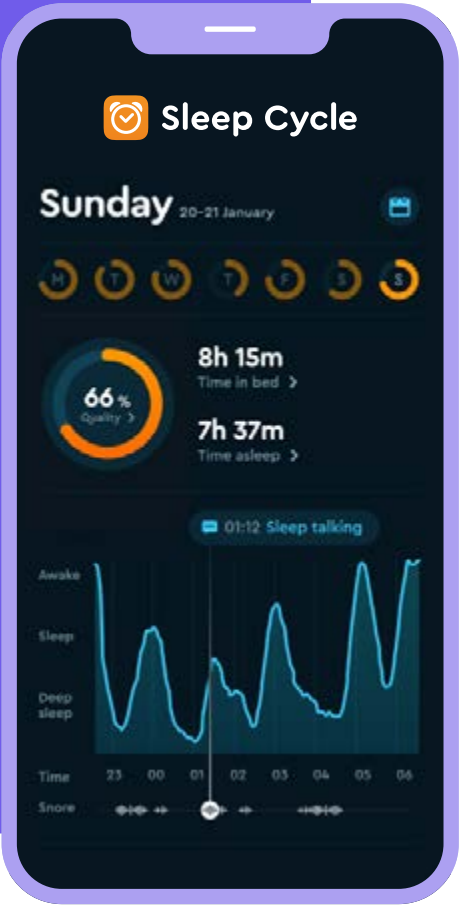 Sleep Cycle
Sunday 20-21 January
M T W T F S S
8h 15m
Time in bed
66 %
Quality
7h 37m
Time asleep
01:12 Sleep talking
Awake
Sleep
Deep
sleep
Time 23 00 01 02 03 04 05 06
Snore